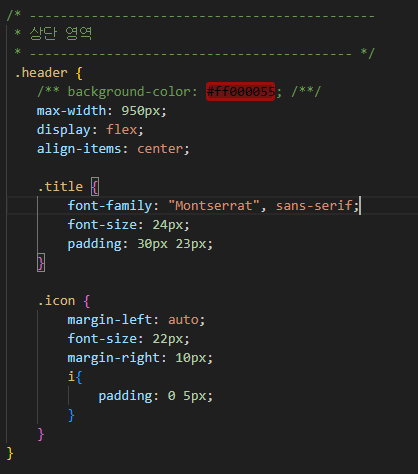 /* ---------------------------------------------
* 상단 영역
* ------------------------------------------ */
.header {
/** background-color: #ff000055; /**/
max-width: 950px;
display: flex;
align-items: center;
.title {
font-family: "Montserrat", sans-serif;
font-size: 24px;
padding: 30px 23px;
}
.icon {
margin-left: auto;
font-size: 22px;
margin-right: 10px;
i{
padding: 0 5px;
}
}
}